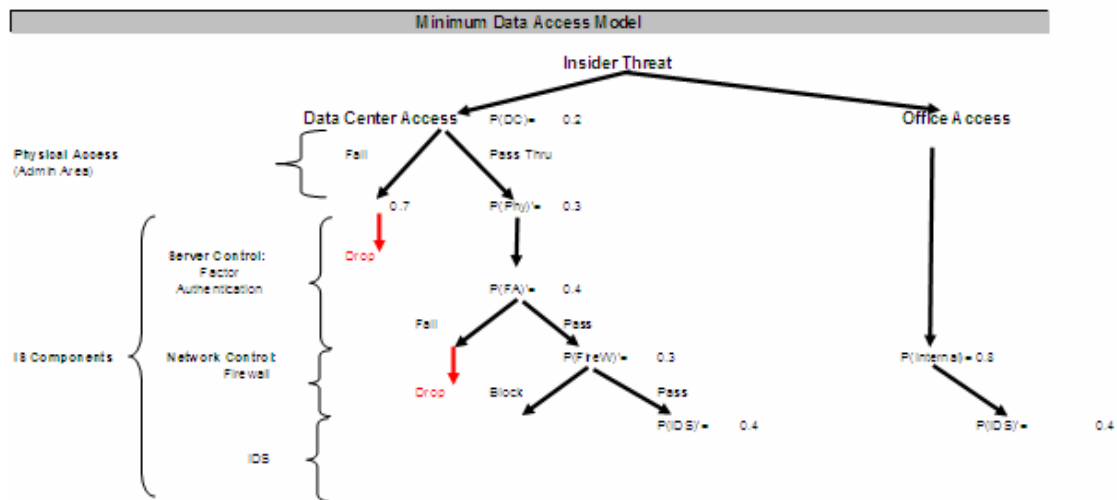 Minimum Data Access Model
Insider Threat
Data Center Access P(DC)= 0.2 Office Access
Physical Access
(Admin Area)
Fail Pass Thru
0.7 P(Phy)'= 0.3
Server Control:
Factor
Authentication
Drop
P(FA)'= 0.4
Fail Pass
IS Components
Network Control:
Firewall
P(FireW)'= 0.3 P(Internal)= 0.8
Drop Block Pass
P(IDS)'= 0.4 P(IDS)'= 0.4
IDS